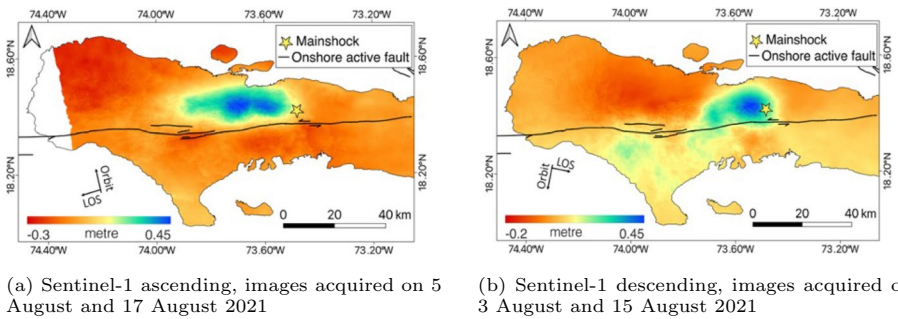 74.40°W 74.00°W 73.60°W 73.20°W
18.60°N
18.20°N
Mainshock
Onshore active fault
18.60°N
18.20°N
Orbit
LOS
-0.3 metre 0.45
0 20 40 km
74.40°W 74.00°W 73.60°W 73.20°W
(a) Sentinel-1 ascending, images acquired on 5
August and 17 August 2021
74.40°W 74.00°W 73.60°W 73.20°W
18.60°N
18.20°N
Mainshock
Onshore active fault
18.60°N
18.20°N
LOS
Orbit
-0.2 metre 0.45
0 20 40 km
74.40°W 74.00°W 73.60°W 73.20°W
(b) Sentinel-1 descending, images acquired
3 August and 15 August 2021